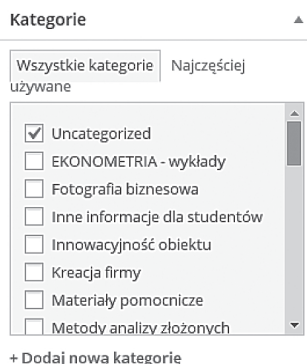 Kategorie
Wszystkie kategorie Najczęściej
używane
Uncategorized
EKONOMETRIA - wykłady
Fotografia biznesowa
Inne informacje dla studentów
Innowacyjność obiektu
Kreacja firmy
Materiały pomocnicze
Metody analizy złożonych
+ Dodaj nową kategorię